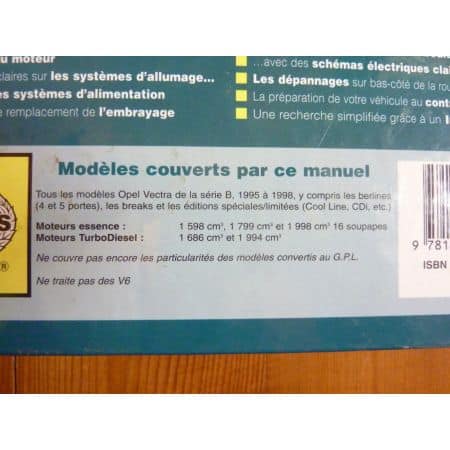 u moteur
...avec des schémas électriques clai
claires sur les systèmes d'allumage...
Les dépannages sur bas-côté de la rou
s systèmes d'alimentation
La préparation de votre véhicule au cont
e remplacement de l'embrayage
Une recherche simplifiée grâce à un I
Modèles couverts par ce manuel
Tous les modèles Opel Vectra de la série B, 1995 à 1998, y compris les berlines
(4 et 5 portes), les breaks et les éditions spéciales/limitées (Cool Line, CDi, etc.)
Moteurs essence : 1 598 cm³, 1 799 cm³ et 1 998 cm³ 16 soupapes
Moteurs TurboDiesel : 1 686 cm³ et 1 994 cm³
Ne couvre pas encore les particularités des modèles convertis au G.P.L.
Ne traite pas des V6
S
®
9 781
ISBN